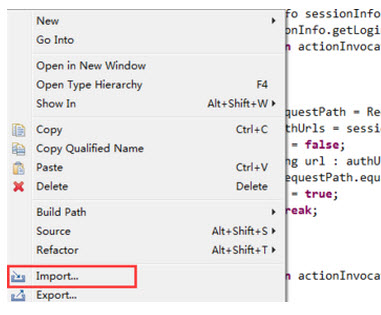 New
Go Into
Open in New Window
Open Type Hierarchy F4
Show In Alt+Shift+W
Copy Ctrl+C
Copy Qualified Name
Paste Ctrl+V
Delete Delete
Build Path
Source Alt+Shift+S
Refactor Alt+Shift+T
Import...
Export...
fo sessionInfo
onInfo.getLogi
n actionInvoca
questPath = Re
thUrls = sessi
= false;
ng url : authU
equestPath.equ
= true;
reak;
n actionInvoca